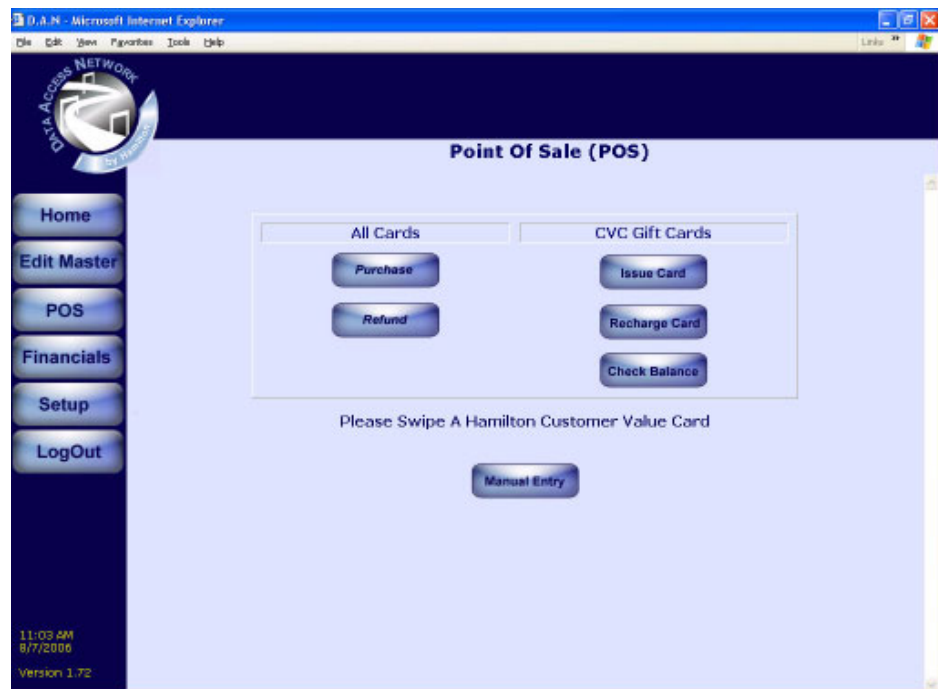 D.A.N - Microsoft Internet Explorer
File Edit View Favorites Tools Help
Links »
DATA ACCESS NETWORK
by Hamilton
Point Of Sale (POS)
Home
Edit Master
POS
Financials
Setup
LogOut
All Cards
CVC Gift Cards
Purchase
Issue Card
Refund
Recharge Card
Check Balance
Please Swipe A Hamilton Customer Value Card
Manual Entry
11:03 AM
8/7/2006
Version 1.72